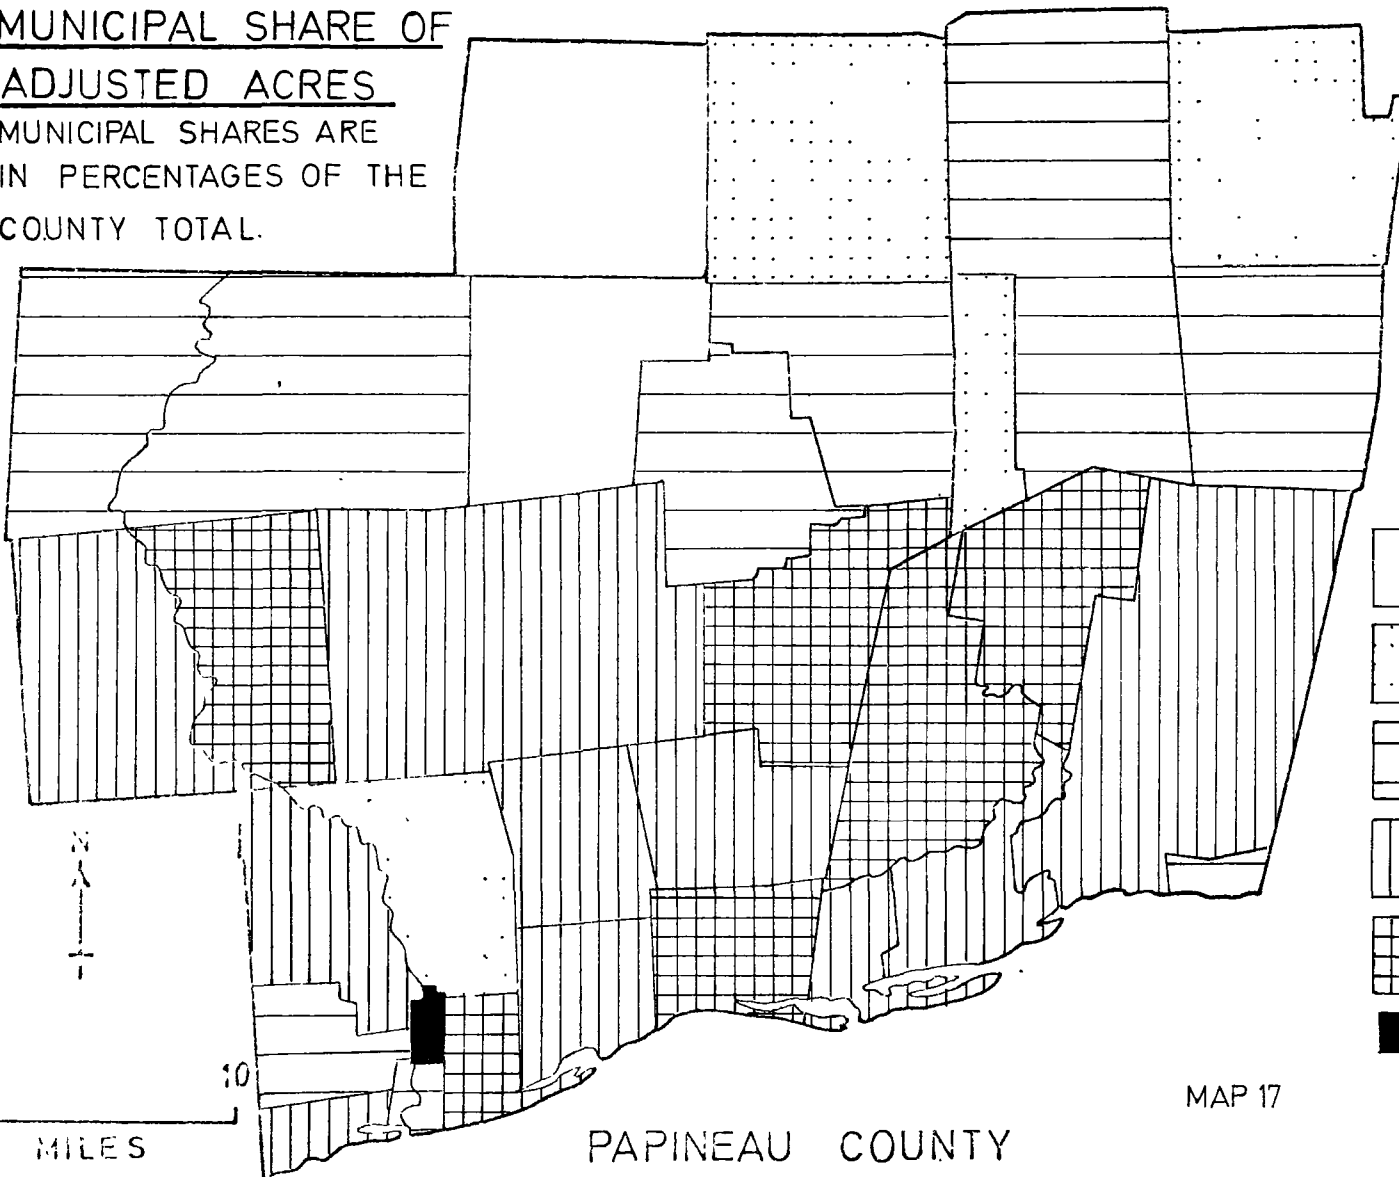 MUNICIPAL SHARE OF
ADJUSTED ACRES
MUNICIPAL SHARES ARE
IN PERCENTAGES OF THE
COUNTY TOTAL.
N
10
MILES
MAP 17
PAPINEAU COUNTY